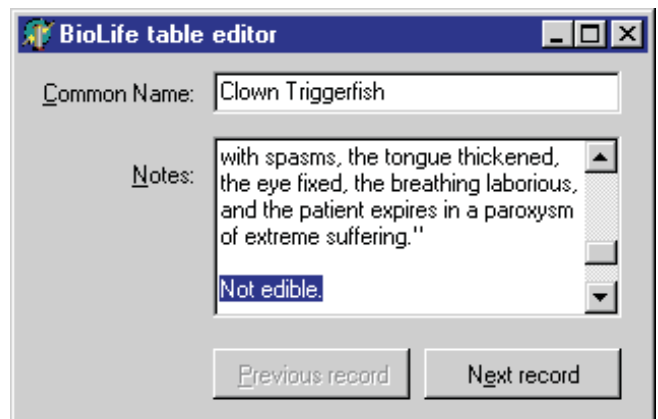 BioLife table editor
Common Name:
Clown Triggerfish
Notes:
with spasms, the tongue thickened,
the eye fixed, the breathing laborious,
and the patient expires in a paroxysm
of extreme suffering."
Not edible.
Previous record
Next record